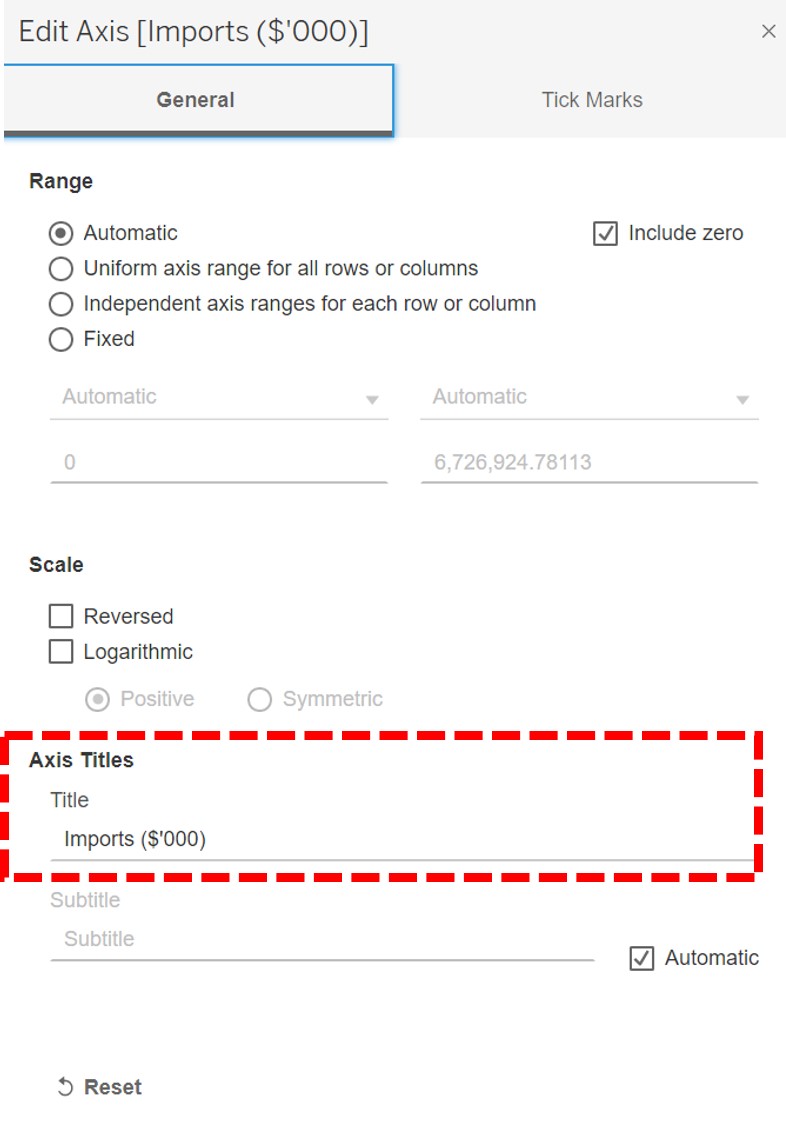 Edit Axis [Imports ($'000)]
General
Tick Marks
Range
Automatic
Include zero
Uniform axis range for all rows or columns
Independent axis ranges for each row or column
Fixed
Automatic
Automatic
0
6,726,924.78113
Scale
Reversed
Logarithmic
Positive
Symmetric
Axis Titles
Title
Imports ($'000)
Subtitle
Subtitle
Automatic
Reset